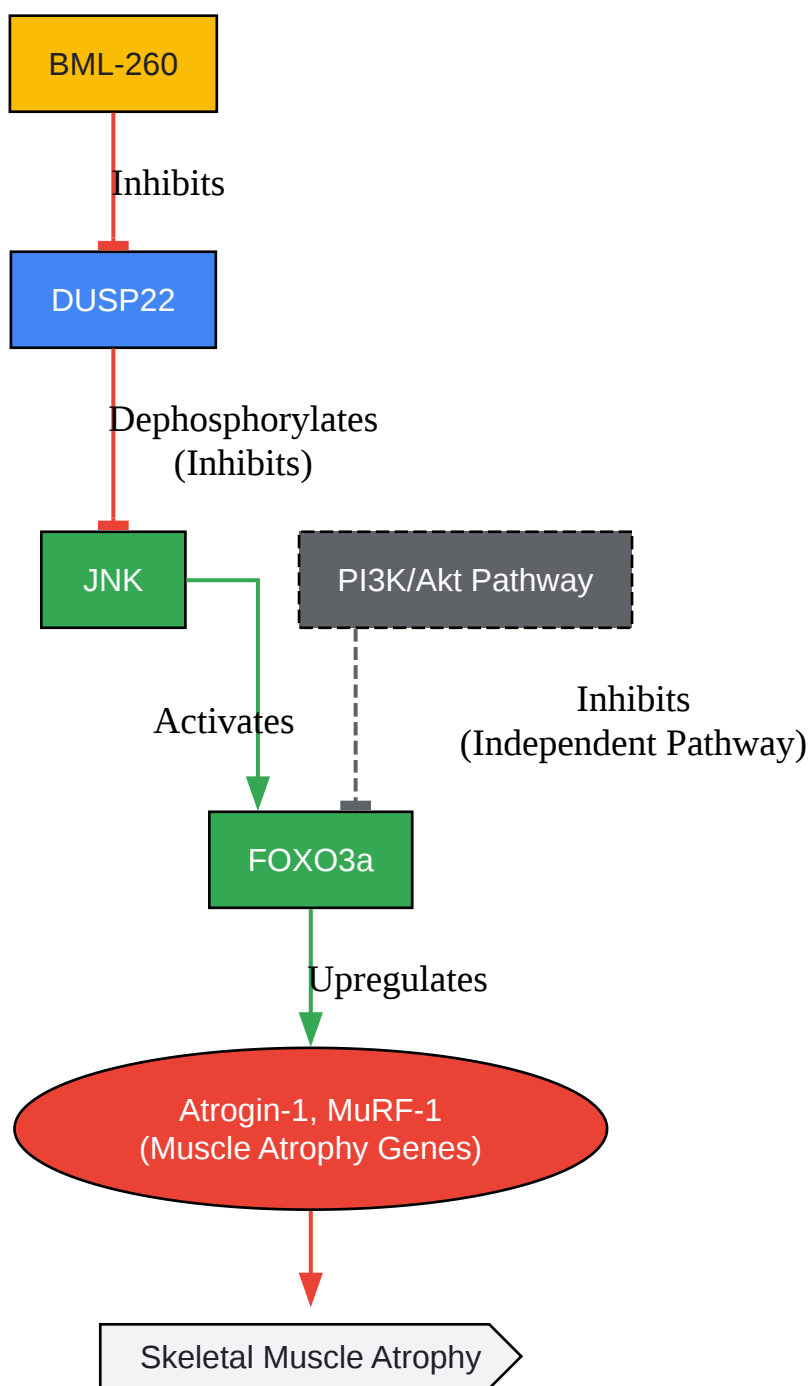 BML-260
Inhibits
DUSP22
Dephosphorylates
(Inhibits)
JNK
PI3K/Akt Pathway
Activates
Inhibits
(Independent Pathway)
FOXO3a
Upregulates
Atrogin-1, MuRF-1
(Muscle Atrophy Genes)
Skeletal Muscle Atrophy